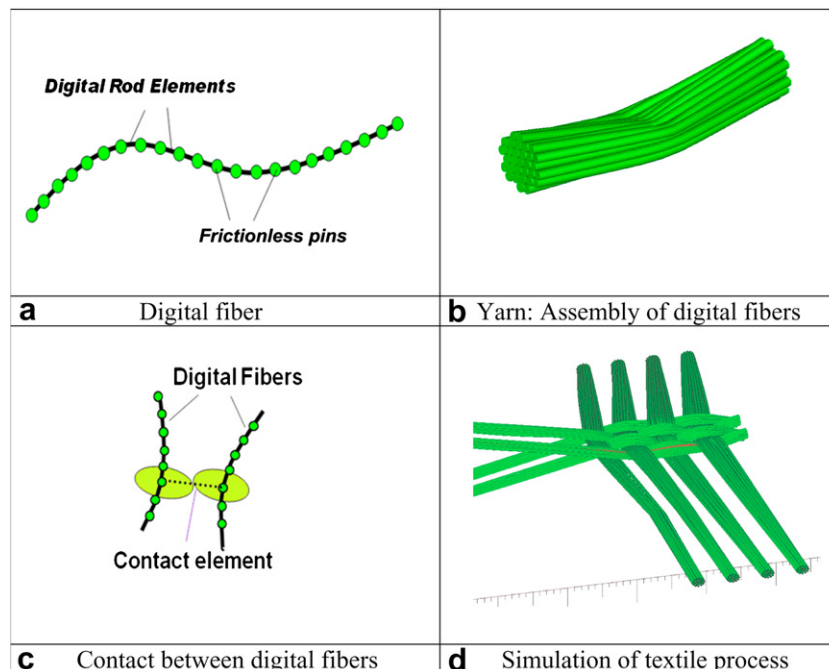 Digital Rod Elements
Frictionless pins
a Digital fiber
b Yarn: Assembly of digital fibers
Digital Fibers
Contact element
c Contact between digital fibers
d Simulation of textile process